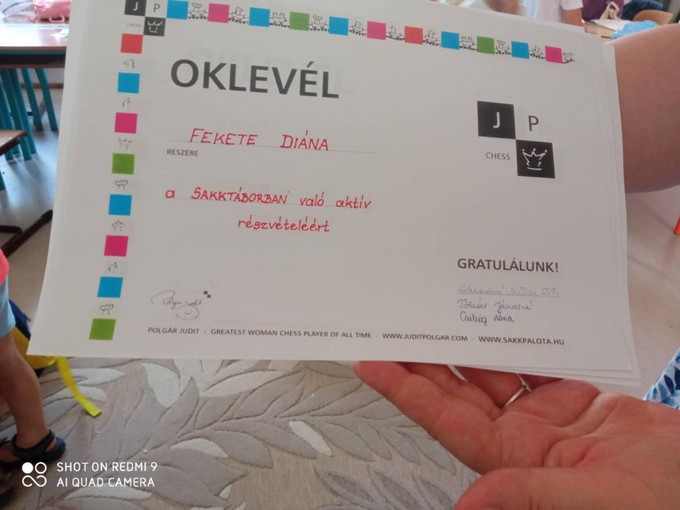 J P
CHESS
OKLEVÉL
FEKETE DIÁNA
RÉSZÉRE
J P
CHESS
a SAKKTÁBORBAN való aktív
részvételéért
GRATULÁLUNK!
POLGÁR JUDIT - GREATEST WOMAN CHESS PLAYER OF ALL TIME - WWW.JUDITPOLGAR.COM - WWW.SAKKPALOTA.HU
SHOT ON REDMI 9
AI QUAD CAMERA